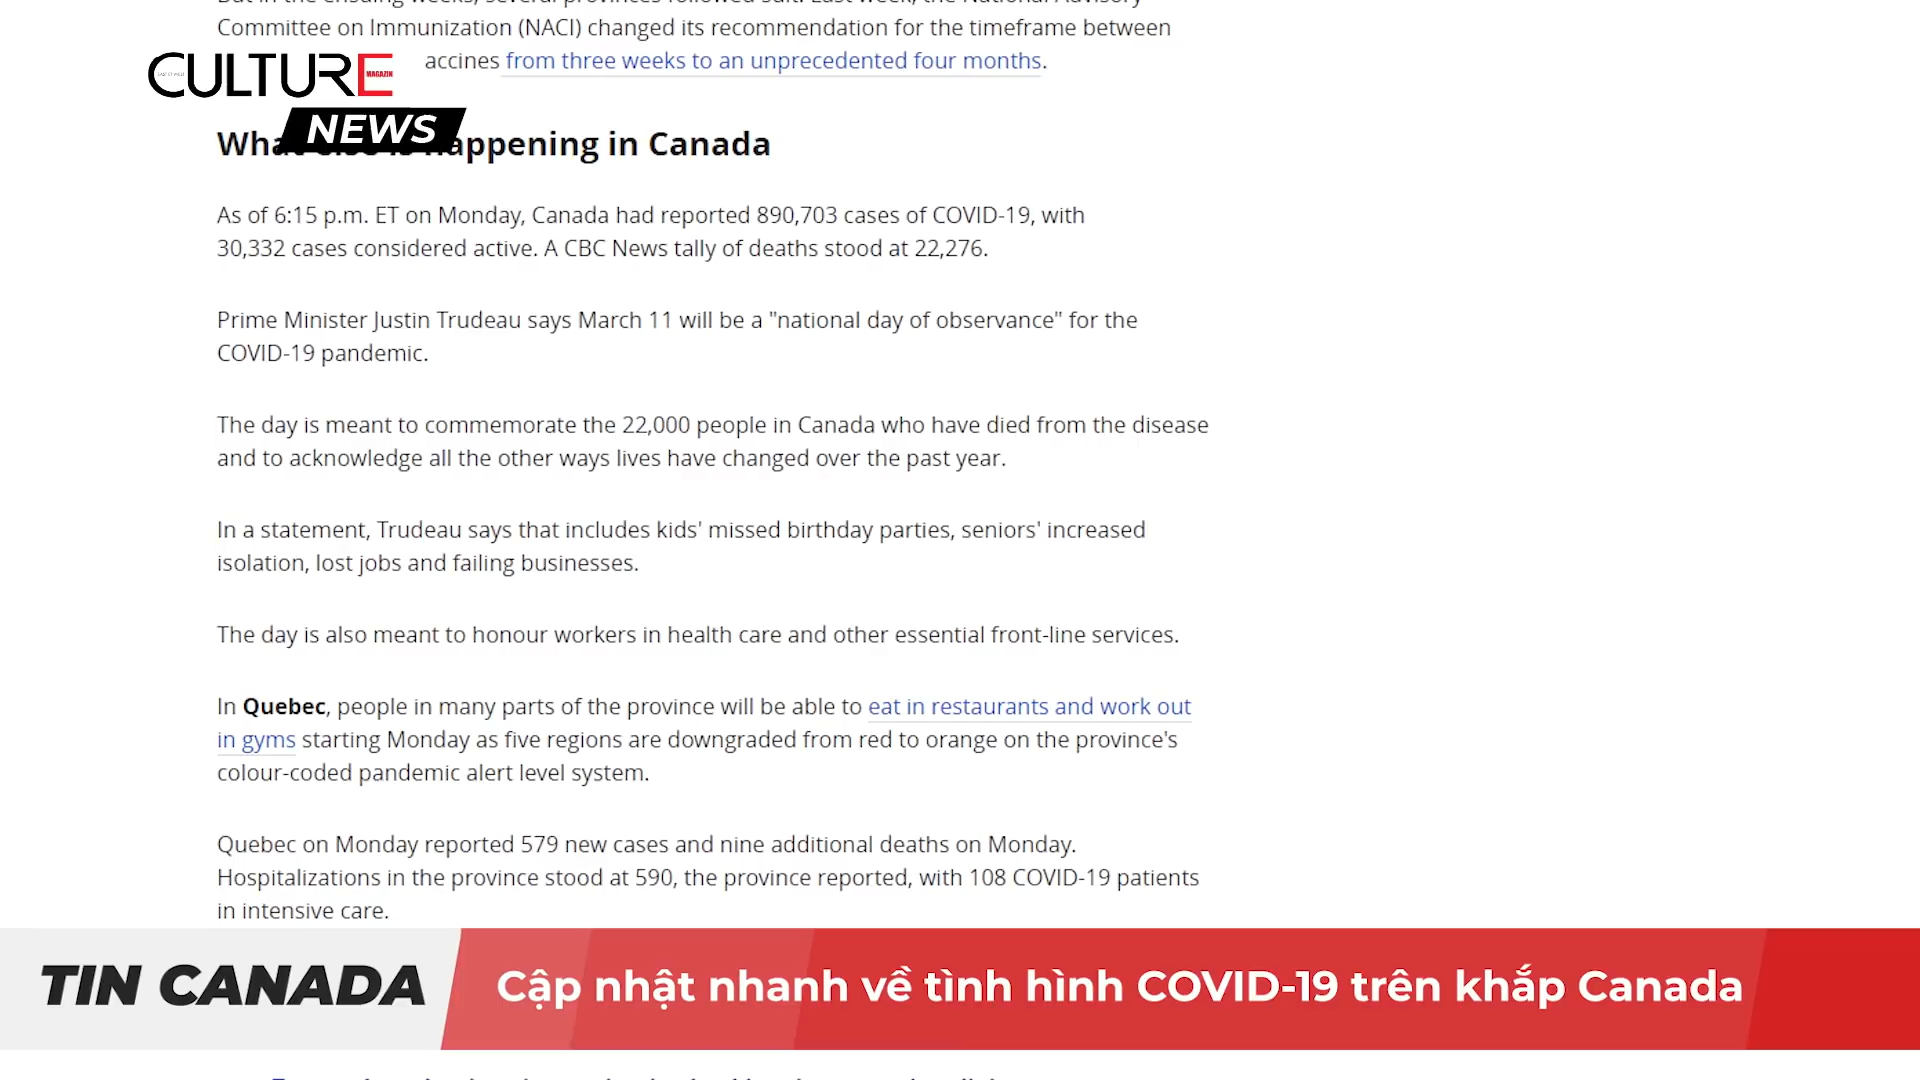 Committee on Immunization (NACI) changed its recommendation for the timeframe between
accines from three weeks to an unprecedented four months.
CULTURE
MAGAZIN
NEWS
happening in Canada
As of 6:15 p.m. ET on Monday, Canada had reported 890,703 cases of COVID-19, with
30,332 cases considered active. A CBC News tally of deaths stood at 22,276.
Prime Minister Justin Trudeau says March 11 will be a "national day of observance" for the
COVID-19 pandemic.
The day is meant to commemorate the 22,000 people in Canada who have died from the disease
and to acknowledge all the other ways lives have changed over the past year.
In a statement, Trudeau says that includes kids' missed birthday parties, seniors' increased
isolation, lost jobs and failing businesses.
The day is also meant to honour workers in health care and other essential front-line services.
In Quebec, people in many parts of the province will be able to eat in restaurants and work out
in gyms starting Monday as five regions are downgraded from red to orange on the province's
colour-coded pandemic alert level system.
Quebec on Monday reported 579 new cases and nine additional deaths on Monday.
Hospitalizations in the province stood at 590, the province reported, with 108 COVID-19 patients
in intensive care.
TIN CANADA
Cập nhật nhanh về tình hình COVID-19 trên khắp Canada